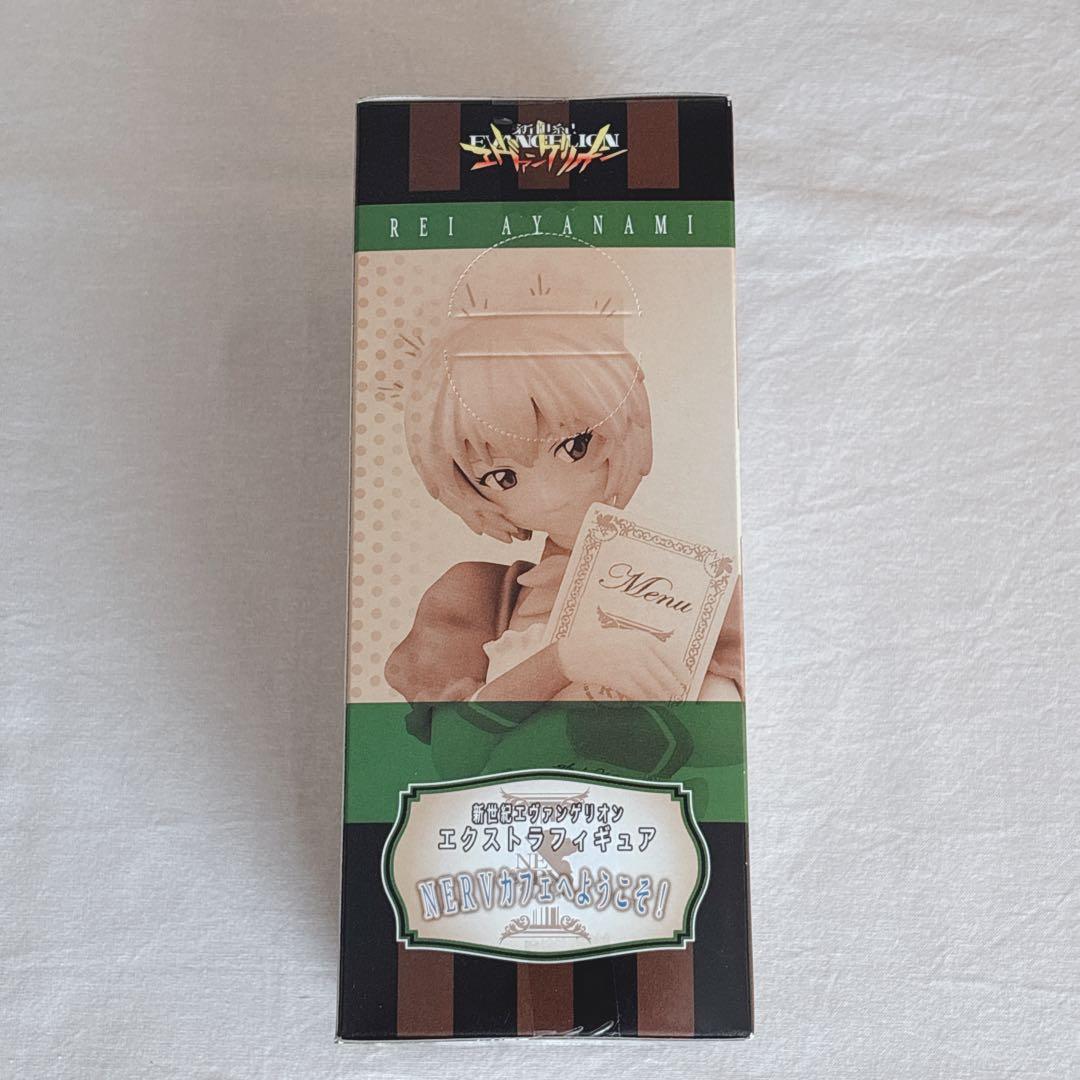 新世紀
EVANGELION
エヴァンゲリオン
REI AYANAMI
Menu
新世紀エヴァンゲリオン
エクストラフィギュア
NERVカフェへようこそ!